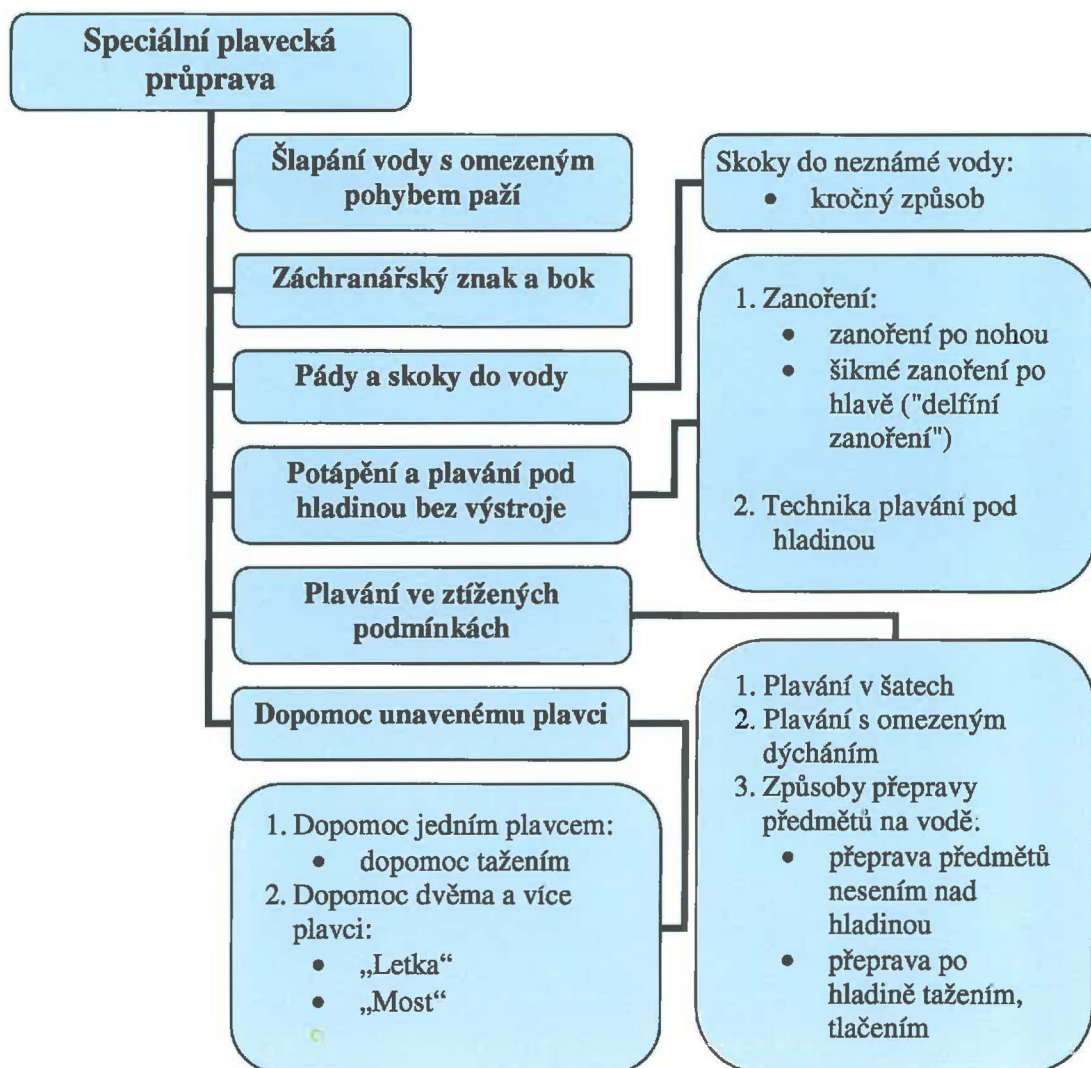 Speciální plavecká
průprava
Šlapání vody s omezeným
pohybem paží
Záchranářský znak a bok
Pády a skoky do vody
Potápění a plavání pod
hladinou bez výstroje
Plavání ve ztížených
podmínkách
Dopomoc unavenému plavci
Skoky do neznámé vody:
• kročný způsob
1. Zanoření:
• zanoření po nohou
• šikmé zanoření po
hlavě ("delfíní
zanoření")
2. Technika plavání pod
hladinou
1. Plavání v šatech
2. Plavání s omezeným
dýcháním
3. Způsoby přepravy
předmětů na vodě:
• přeprava předmětů
nesením nad
hladinou
• přeprava po
hladině tažením,
tlačením
1. Dopomoc jedním plavcem:
• dopomoc tažením
2. Dopomoc dvěma a více
plavci:
• „Letka“
• „Most“